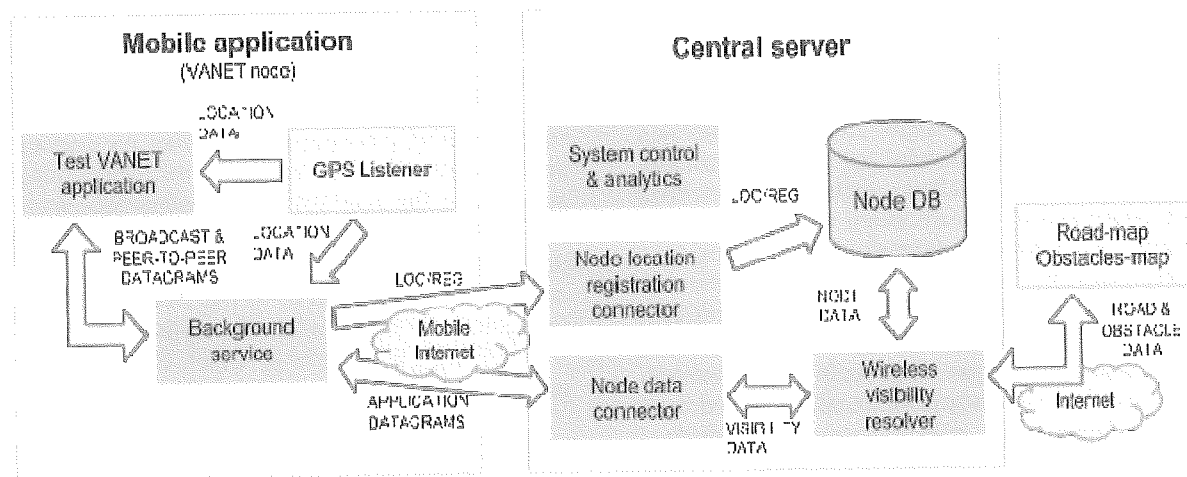 Mobile application
(VANET node)
LOCATION
DATA
Test VANET
application
GPS Listener
BROADCAST &
PEER-TO-PEER
DATAGRAMS
LOCATION
DATA
LOC/REG
Background
service
Mobile
Internet
APPLICATION
DATAGRAMS
Central server
System control
& analytics
LOC/REG
Node DB
Node location
registration
connector
NODE
DATA
Node data
connector
VISIBILITY
DATA
Wireless
visibility
resolver
Road-map
Obstacles-map
ROAD &
OBSTACLE
DATA
Internet